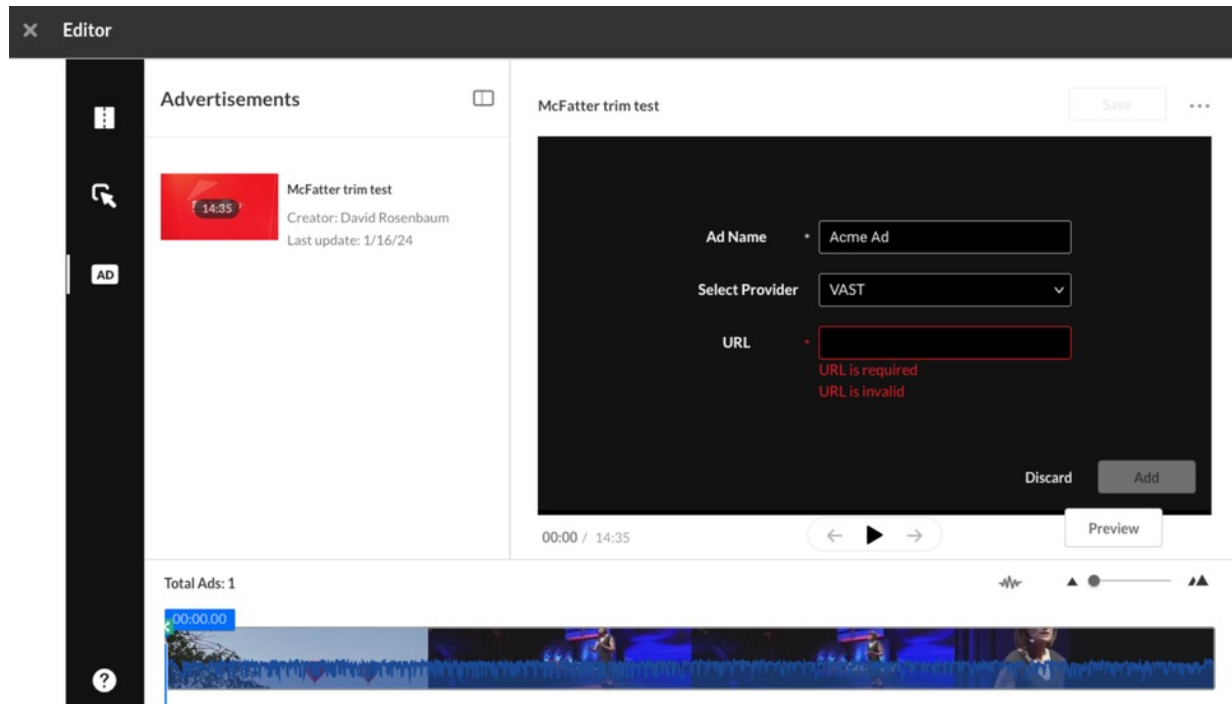 Editor
Advertisements
McFatter trim test
Save
14:35
McFatter trim test
Creator: David Rosenbaum
Last update: 1/16/24
AD
Ad Name * Acme Ad
Select Provider VAST
URL *
URL is required
URL is invalid
Discard Add
00:00 / 14:35
Preview
Total Ads: 1
00:00.00
?